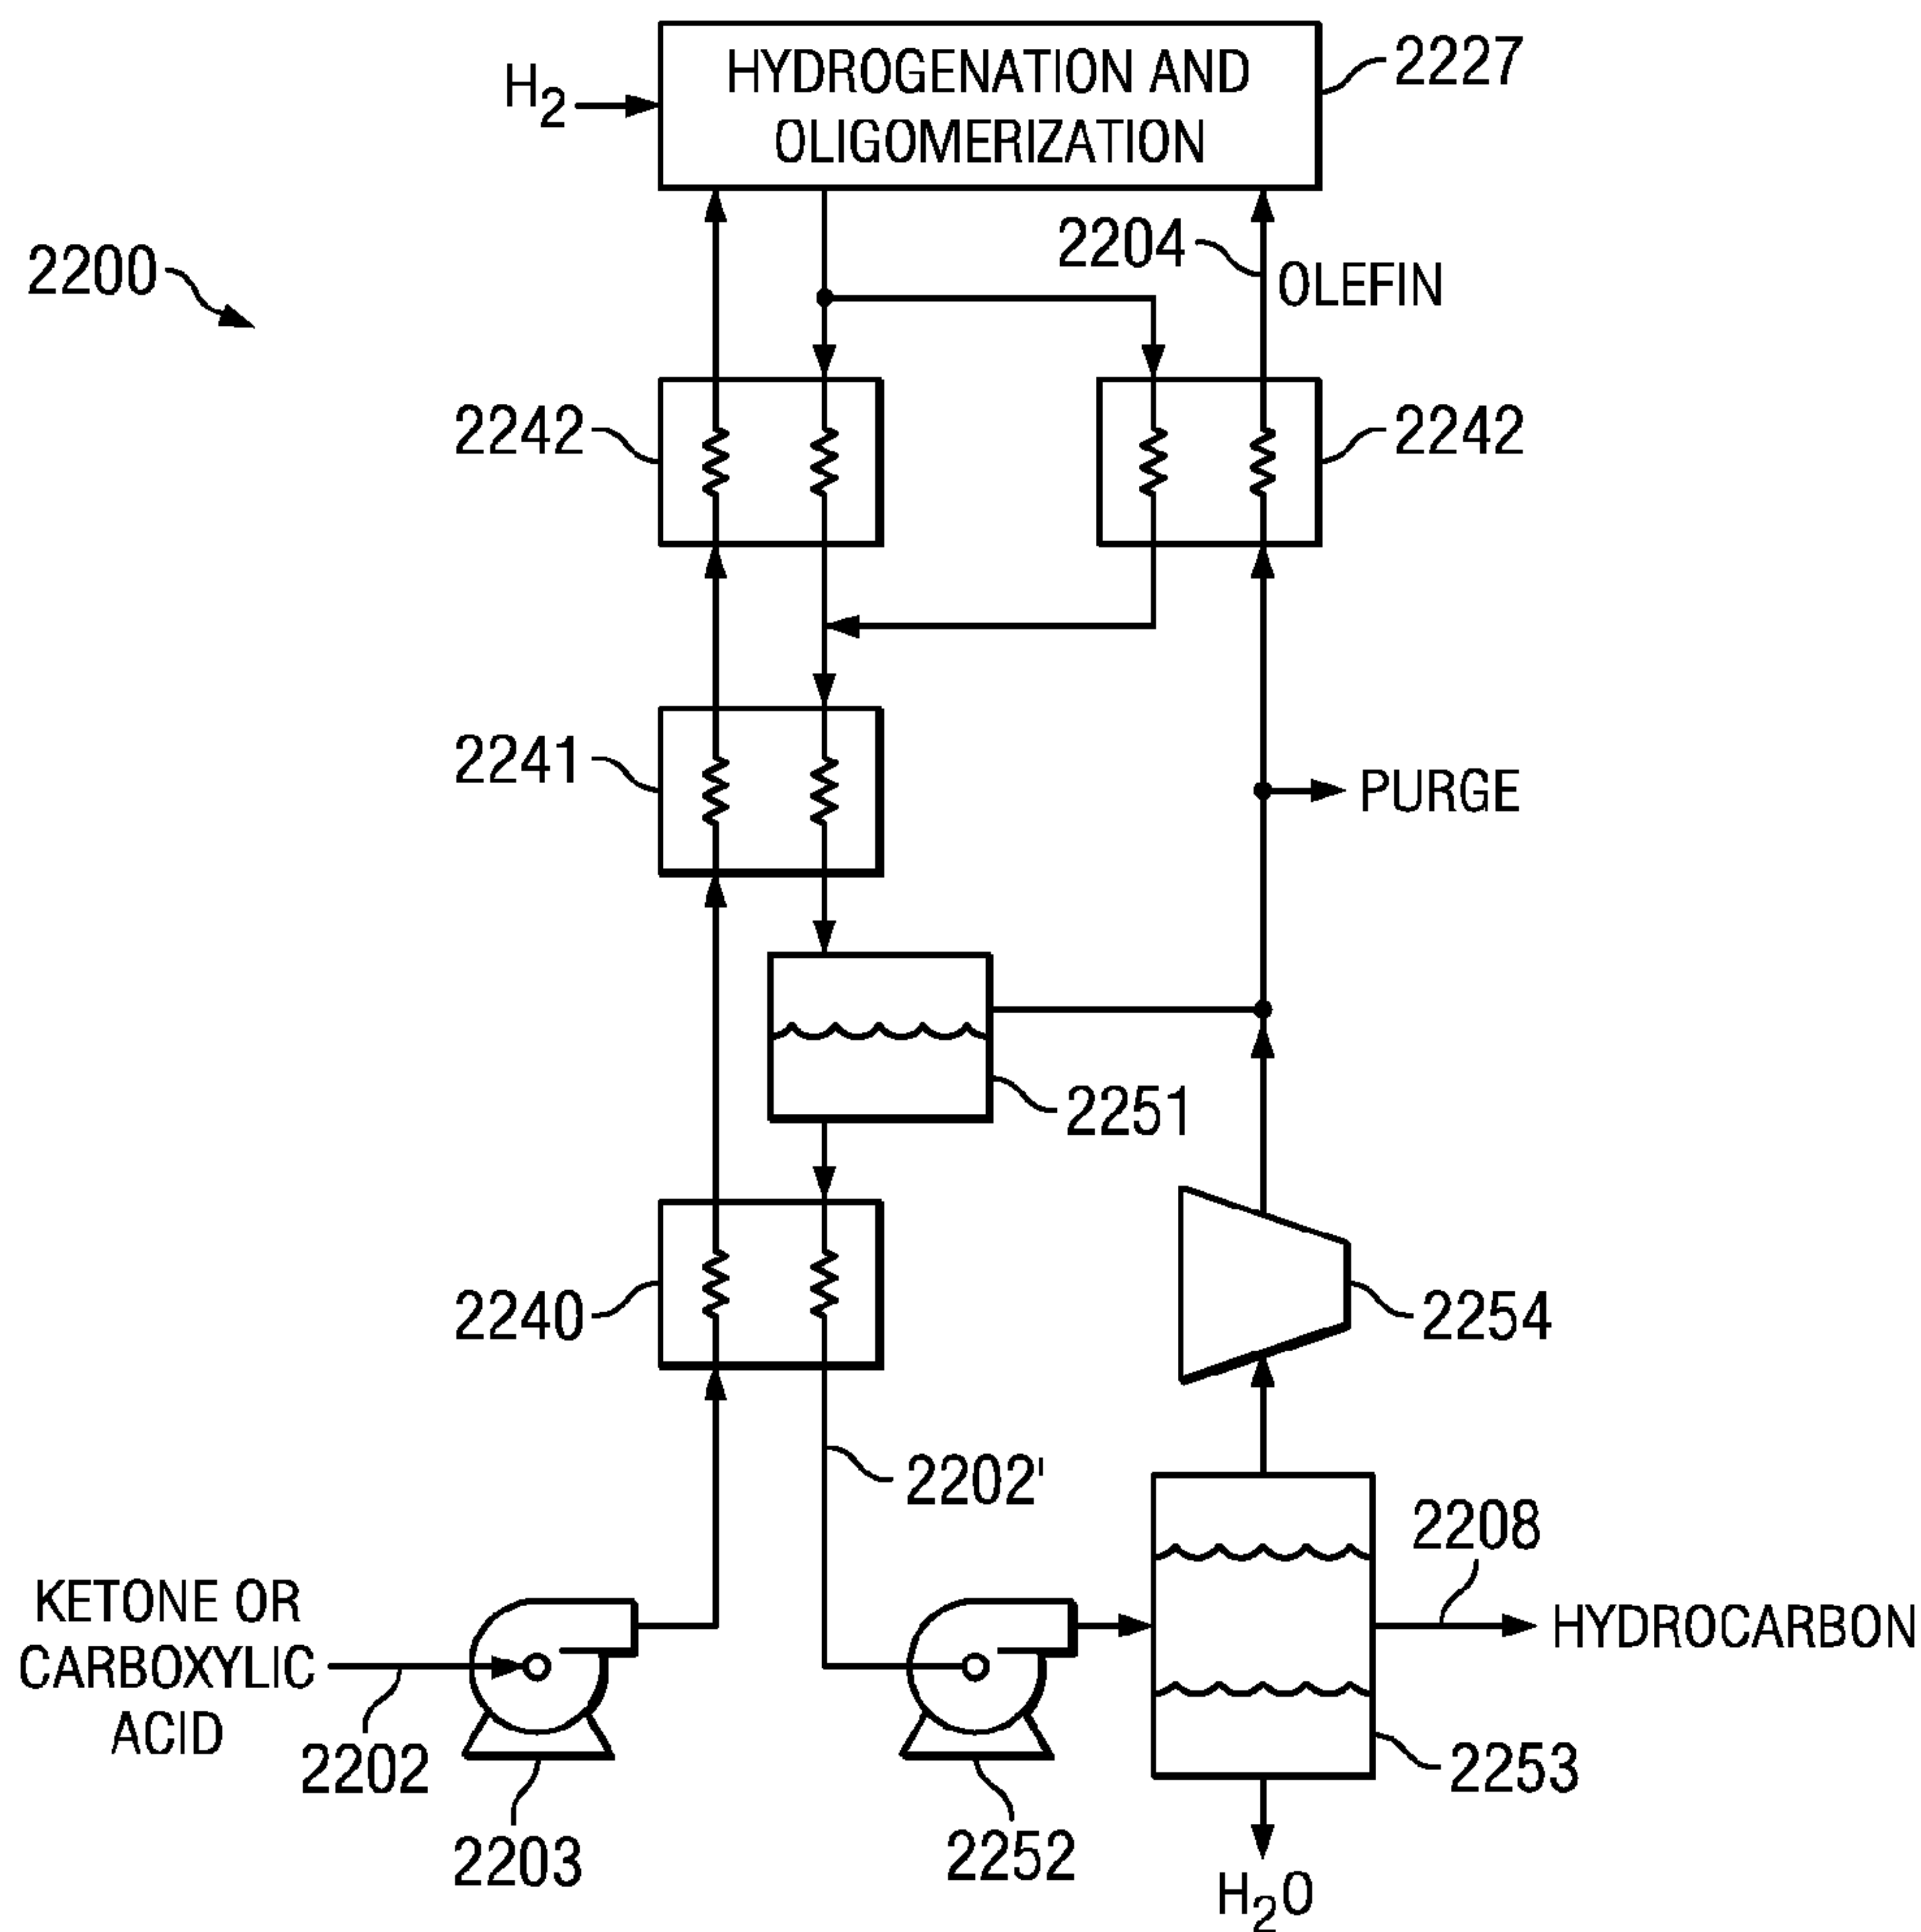 HYDROGENATION AND
OLIGOMERIZATION
2227
H2
2200
2204
OLEFIN
2242
2242
2241
PURGE
2251
2240
2254
2202'
2208
KETONE OR
CARBOXYLIC
ACID
HYDROCARBON
2202
2253
2203
2252
H2O